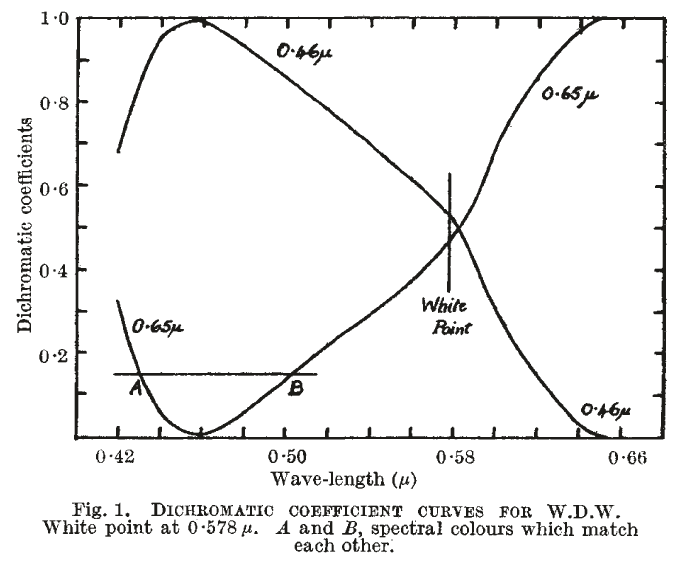 1·0
0·8
0·6
0·4
0·2
Dichromatic coefficients
0·46μ
0·65μ
White
Point
0·65μ
A
B
0·46μ
0·42
0·50
0·58
0·66
Wave-length (μ)
Fig. 1. DICHROMATIC COEFFICIENT CURVES FOR W.D.W.
White point at 0·578 μ. A and B, spectral colours which match
each other.